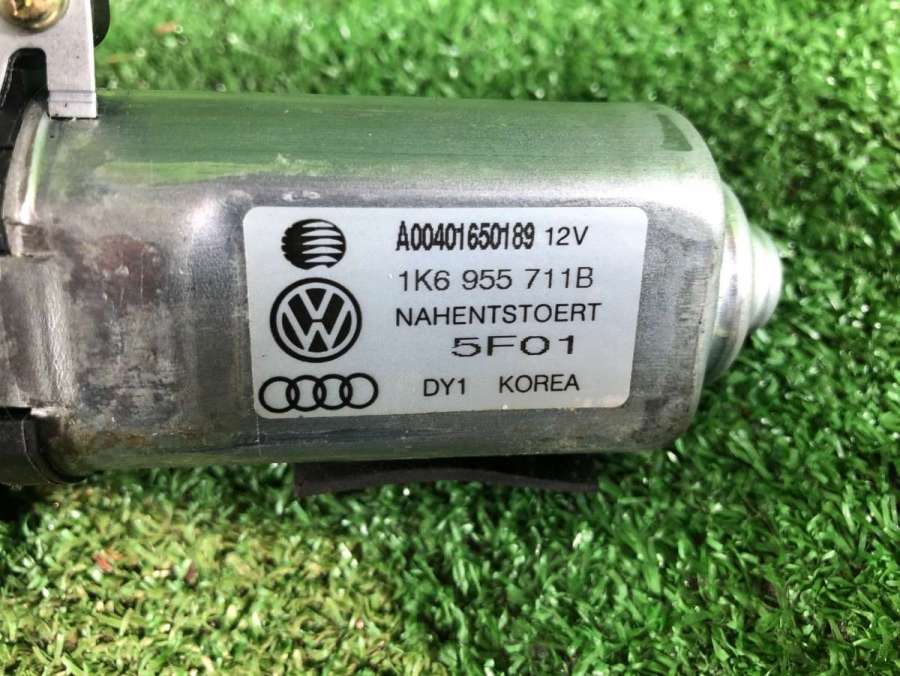 A00401650189 12V
1K6 955 711B
NAHENTSTOERT
5F01
DY1 KOREA